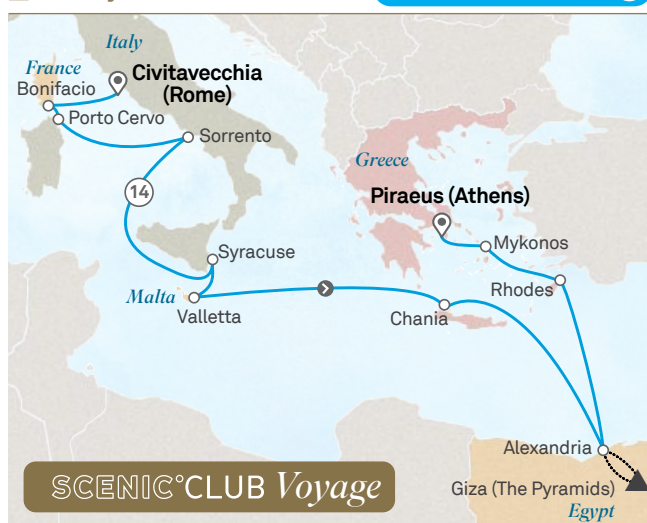 Italy
France
Civitavecchia
(Rome)
Bonifacio
Porto Cervo
Sorrento
Greece
14
Piraeus (Athens)
Mykonos
Syracuse
Rhodes
Malta
Valletta
Chania
Alexandria
SCENIC°CLUB Voyage
Giza (The Pyramids)
Egypt